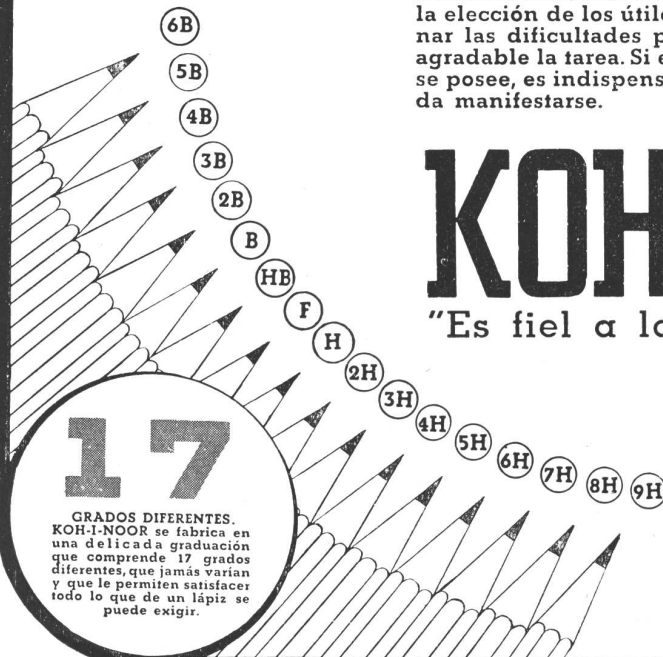 la elección de los útile
nar las dificultades p
agradable la tarea. Si e
se posee, es indispens
da manifestarse.
KOH
"Es fiel a la
6B
5B
4B
3B
2B
B
HB
F
H
2H
3H
4H
5H
6H
7H
8H
9H
17
GRADOS DIFERENTES.
KOH-I-NOOR se fabrica en
una delicada graduación
que comprende 17 grados
diferentes, que jamás varían
y que le permiten satisfacer
todo lo que de un lápiz se
puede exigir.